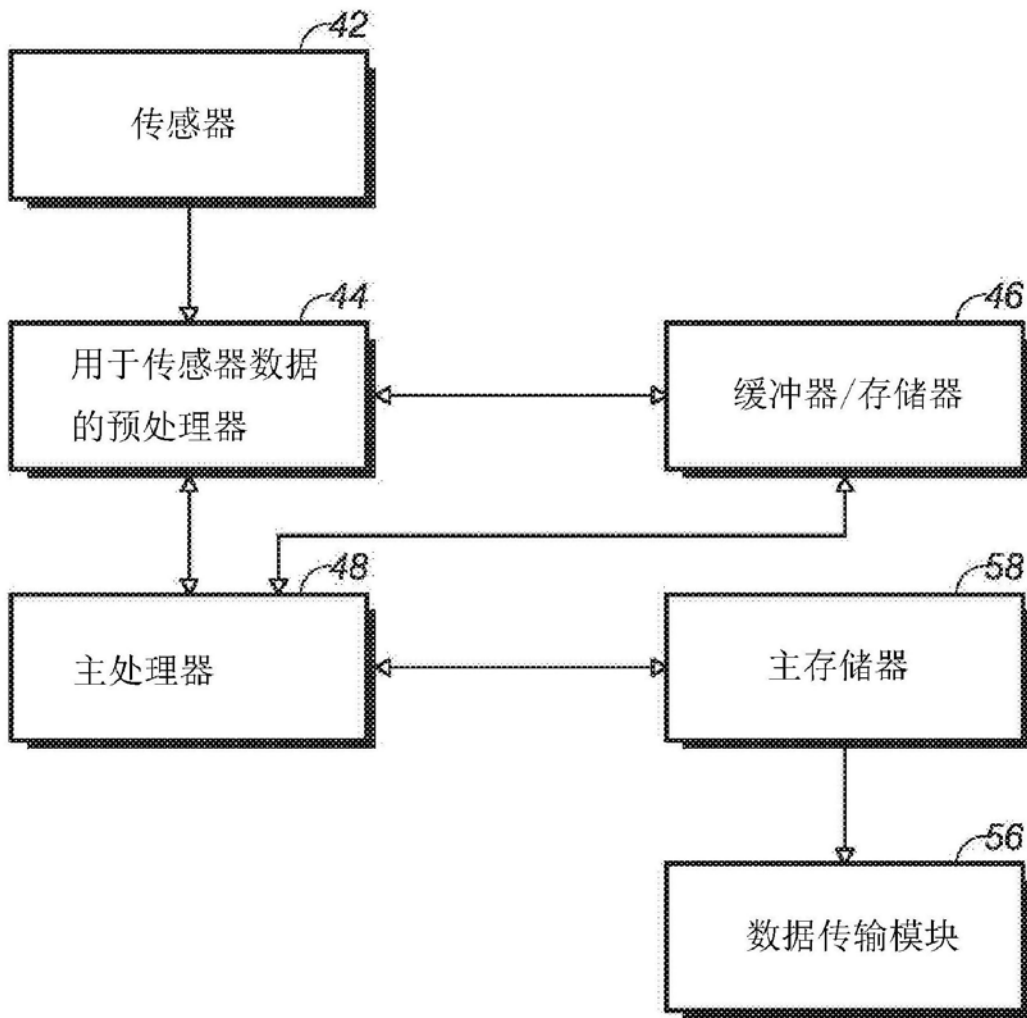 42
传感器
44
用于传感器数据
的预处理器
46
缓冲器/存储器
48
主处理器
58
主存储器
56
数据传输模块